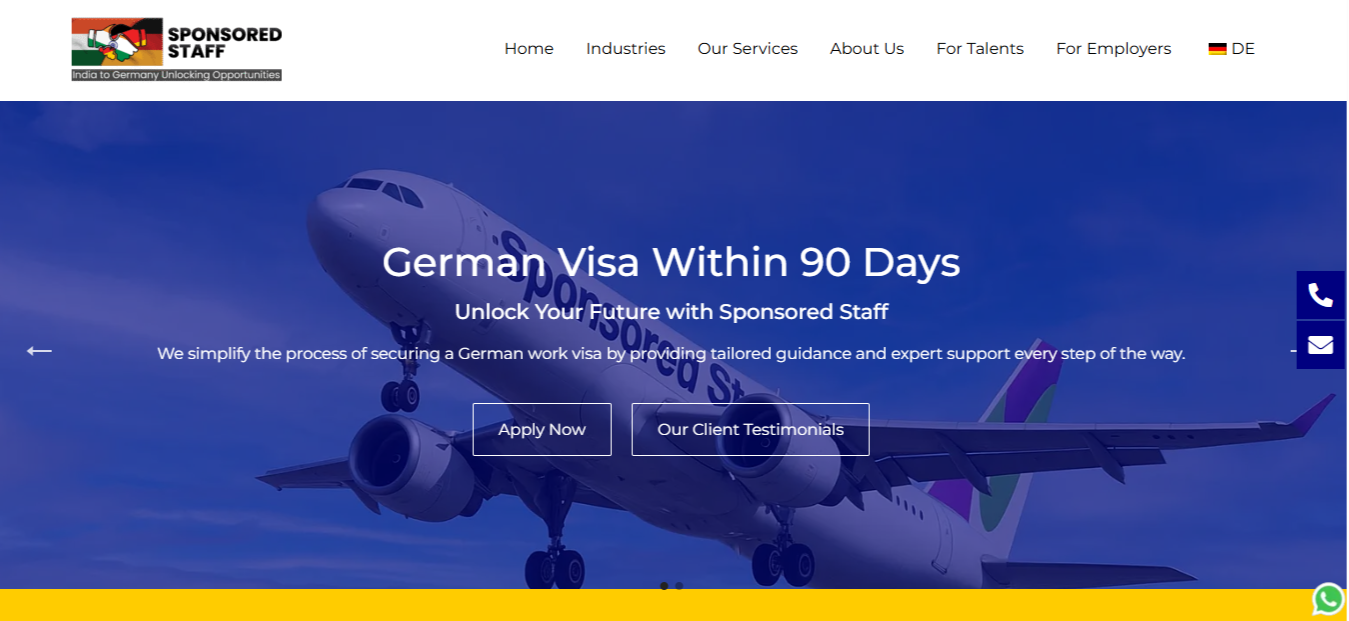 SPONSORED
STAFF
India to Germany Unlocking Opportunities
Home Industries Our Services About Us For Talents For Employers DE
German Visa Within 90 Days
Unlock Your Future with Sponsored Staff
We simplify the process of securing a German work visa by providing tailored guidance and expert support every step of the way.
Apply Now Our Client Testimonials
Sponsored St